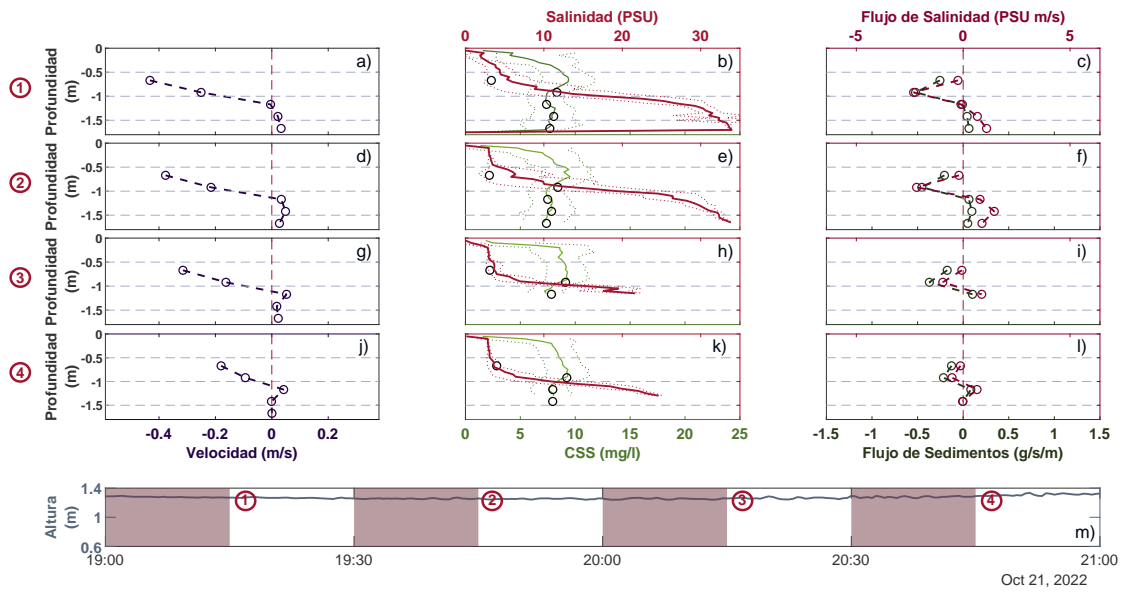 Salinidad (PSU)
Flujo de Salinidad (PSU m/s)
0 10 20 30
-5 0 5
1
Profundidad
(m)
0
-0.5
-1
-1.5
a)
b)
c)
2
Profundidad
(m)
0
-0.5
-1
-1.5
d)
e)
f)
3
Profundidad
(m)
0
-0.5
-1
-1.5
g)
h)
i)
4
Profundidad
(m)
0
-0.5
-1
-1.5
j)
k)
l)
-0.4 -0.2 0 0.2
0 5 10 15 20 25
-1.5 -1 -0.5 0 0.5 1 1.5
Velocidad (m/s)
CSS (mg/l)
Flujo de Sedimentos (g/s/m)
Altura
(m)
1.4
1
0.6
1
2
3
4
m)
19:00 19:30 20:00 20:30 21:00
Oct 21, 2022